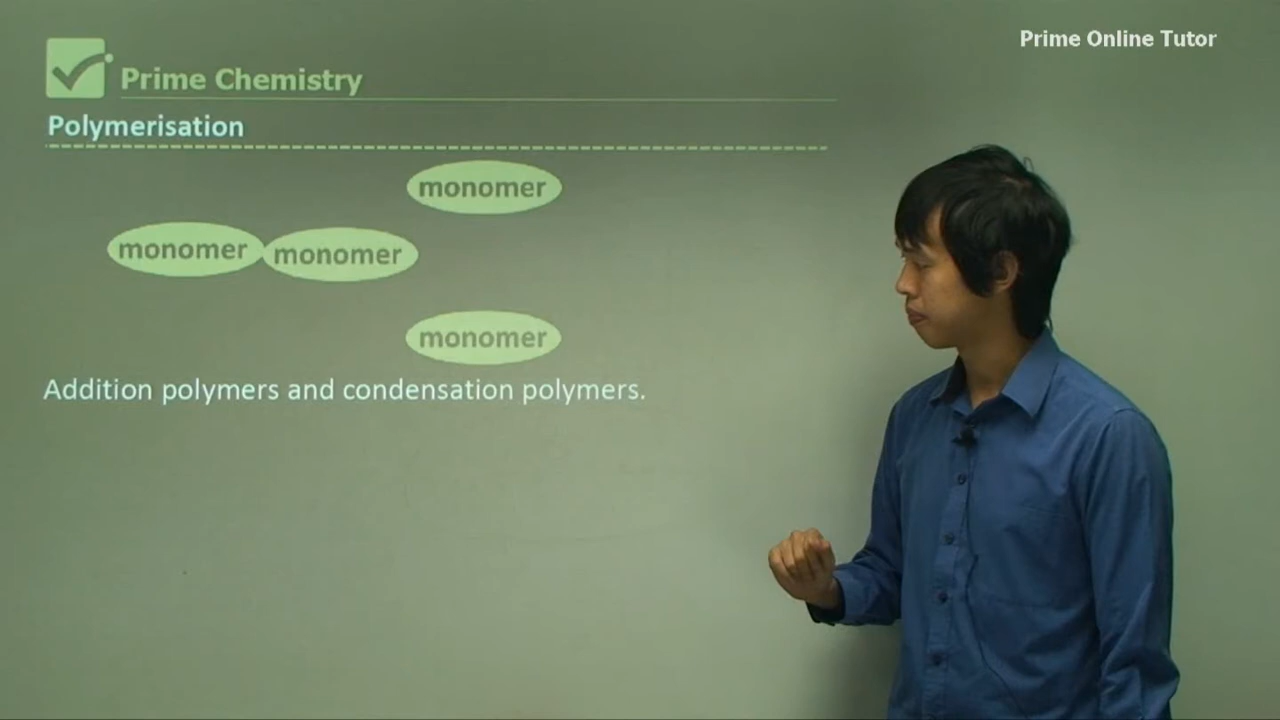 Prime Online Tutor
Prime Chemistry
Polymerisation
monomer
monomer monomer
monomer
Addition polymers and condensation polymers.